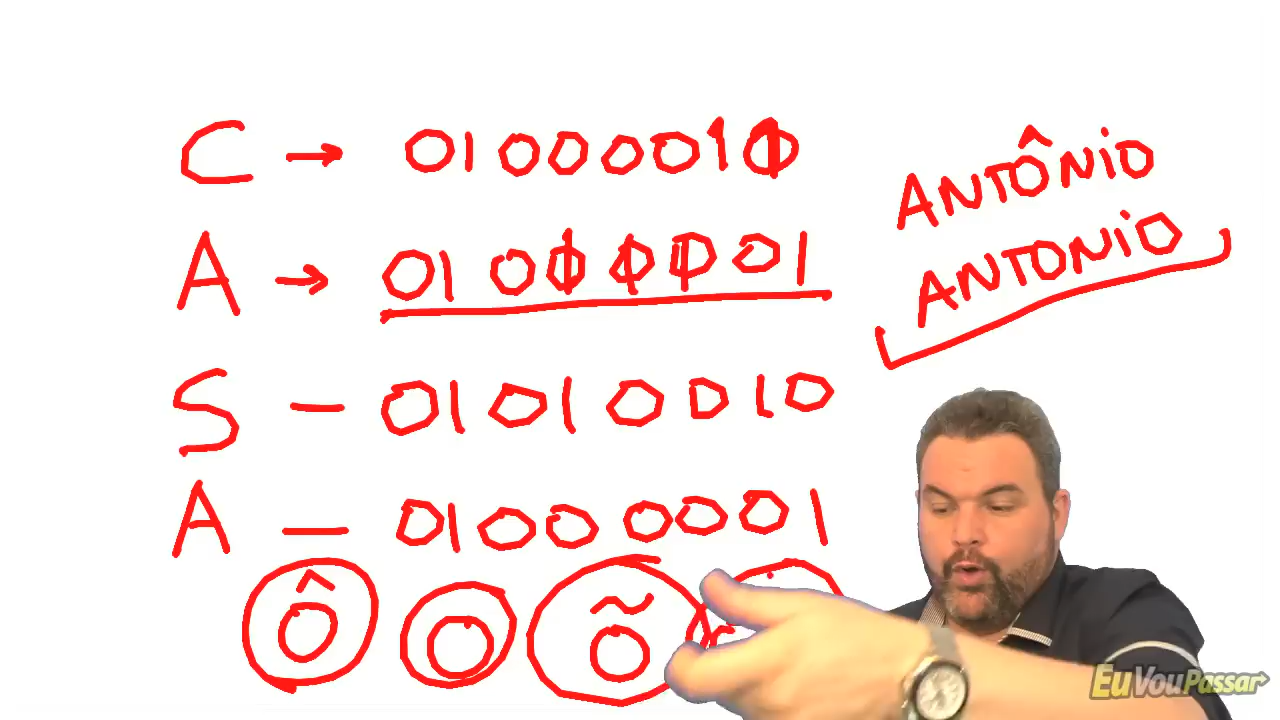 C → 01000010
A → 01000001
S – 01010010
A – 01000001
ô o õ
ANTÔNIO
ANTONIO
EuVouPassar